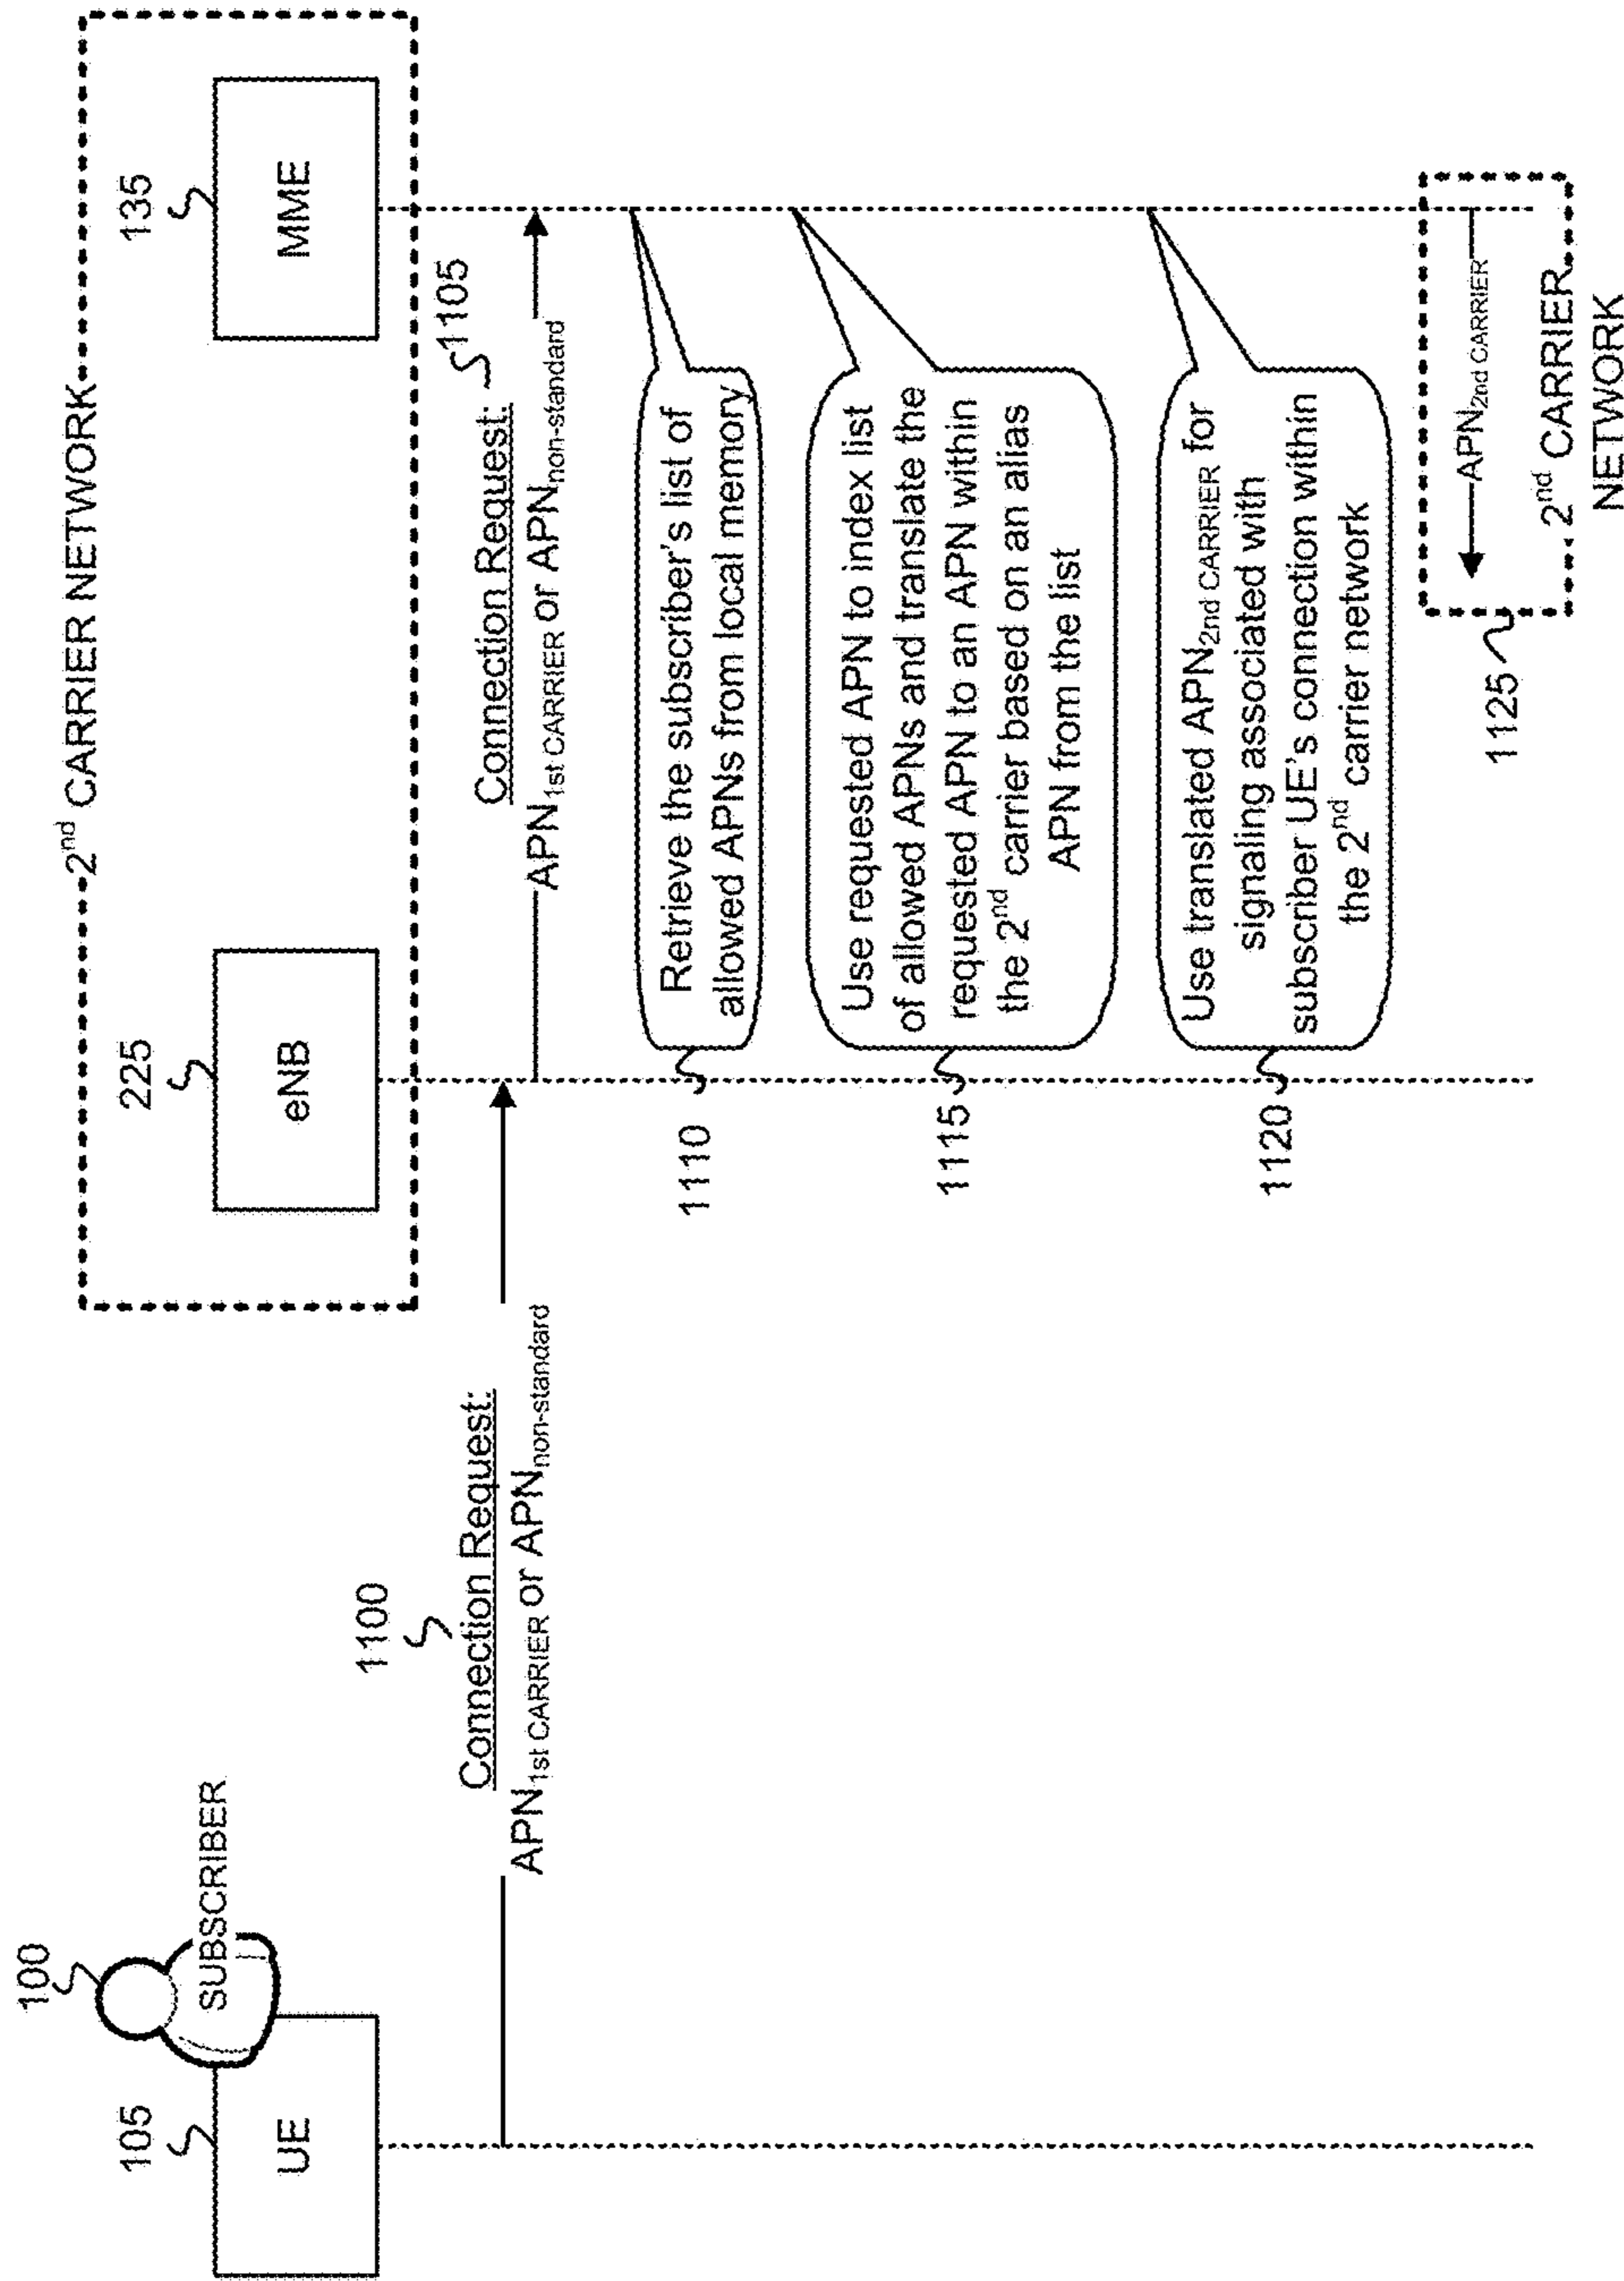 2nd CARRIER NETWORK
100
SUBSCRIBER
105
UE
225
eNB
135
MME
1100
Connection Request:
APN1st CARRIER or APNnon-standard
Connection Request:
1105
APN1st CARRIER or APNnon-standard
1110
Retrieve the subscriber's list of
allowed APNs from local memory
1115
Use requested APN to index list
of allowed APNs and translate the
requested APN to an APN within
the 2nd carrier based on an alias
APN from the list
1120
Use translated APN2nd CARRIER for
signaling associated with
subscriber UE's connection within
the 2nd carrier network
1125
APN2nd CARRIER
2nd CARRIER
NETWORK